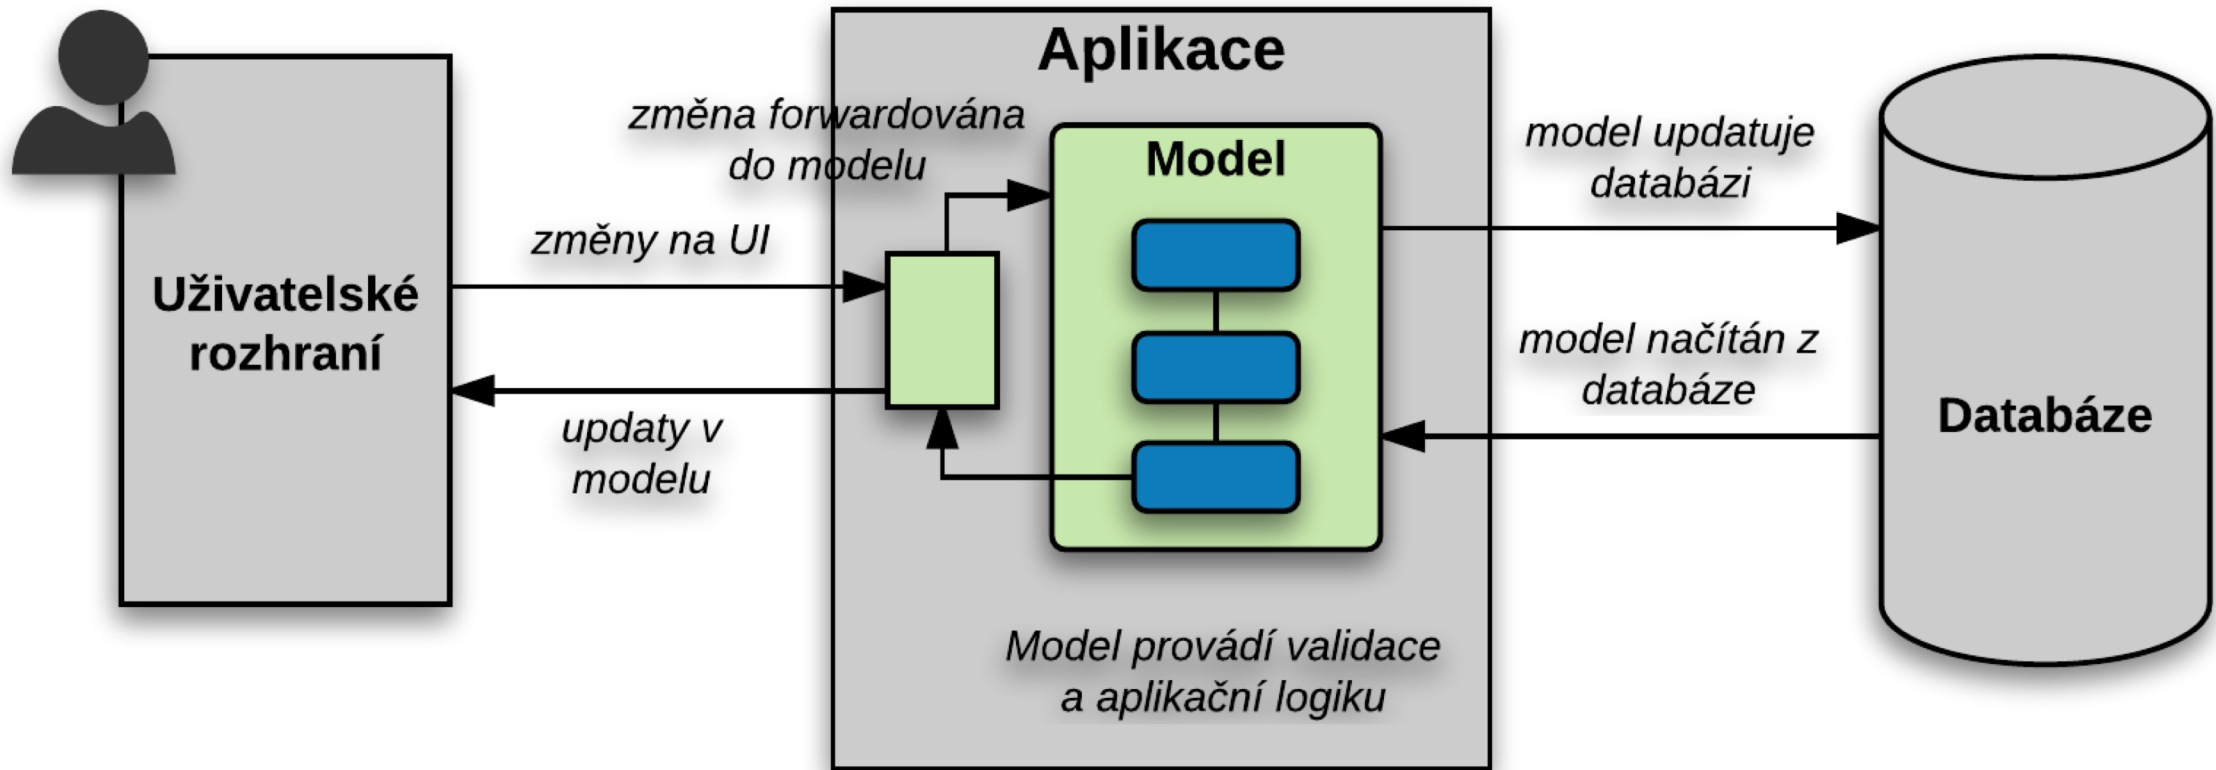 Aplikace
změna forwardována
do modelu
Model
model updatuje
databázi
změny na UI
Uživatelské
rozhraní
model načítán z
databáze
Databáze
updaty v
modelu
Model provádí validace
a aplikační logiku